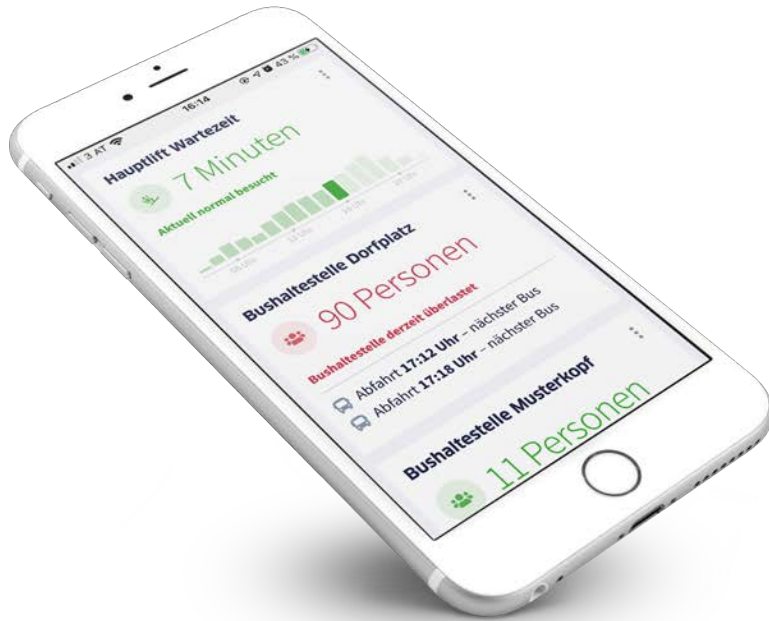 3 AT 16:14 43 %
Hauptlift Wartezeit
7 Minuten
Aktuell normal besucht
Bushaltestelle Dorfplatz
90 Personen
Bushaltestelle derzeit überlastet
Abfahrt 17:12 Uhr – nächster Bus
Abfahrt 17:18 Uhr – nächster Bus
Bushaltestelle Musterkopf
11 Personen